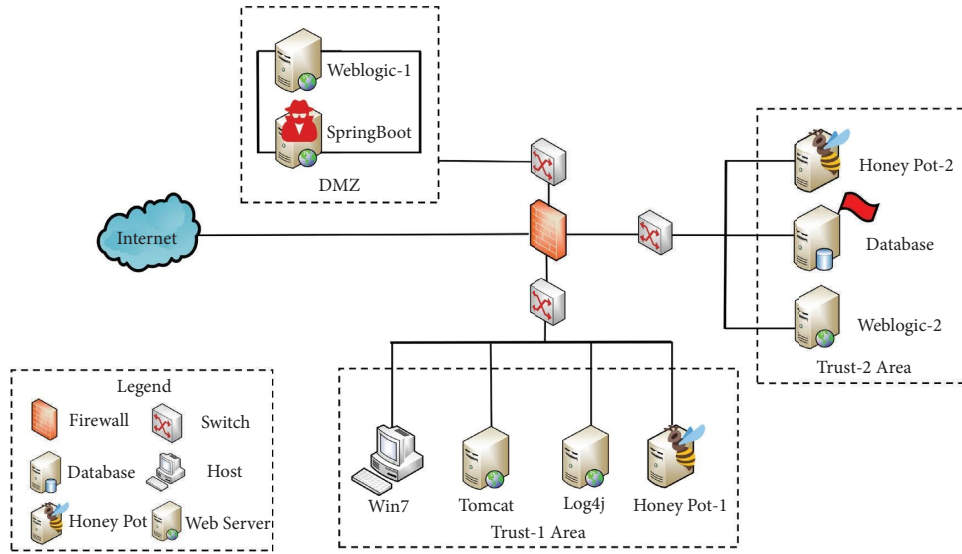 Weblogic-1
SpringBoot
DMZ
Internet
Honey Pot-2
Database
Weblogic-2
Trust-2 Area
Win7
Tomcat
Log4j
Honey Pot-1
Trust-1 Area
Legend
Firewall
Switch
Database
Host
Honey Pot
Web Server